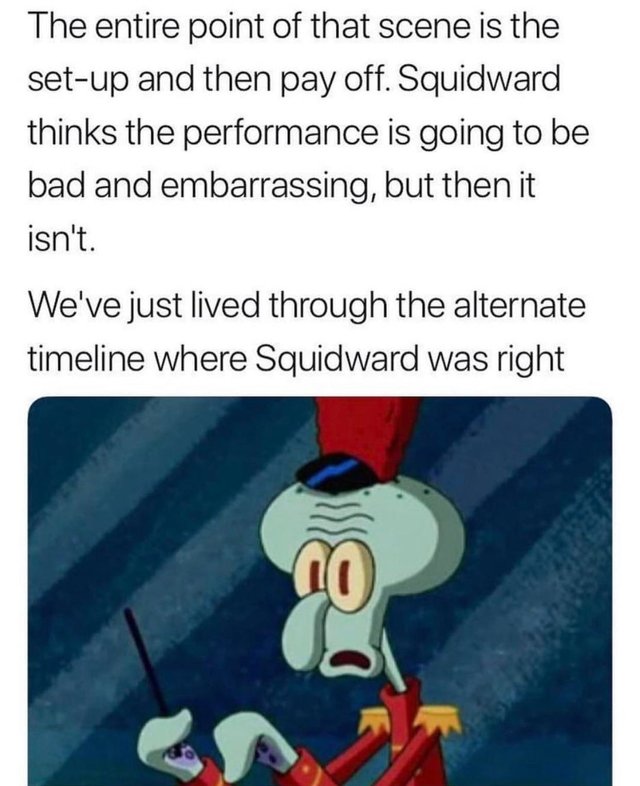 The entire point of that scene is the
set-up and then pay off. Squidward
thinks the performance is going to be
bad and embarrassing, but then it
isn't.
We've just lived through the alternate
timeline where Squidward was right